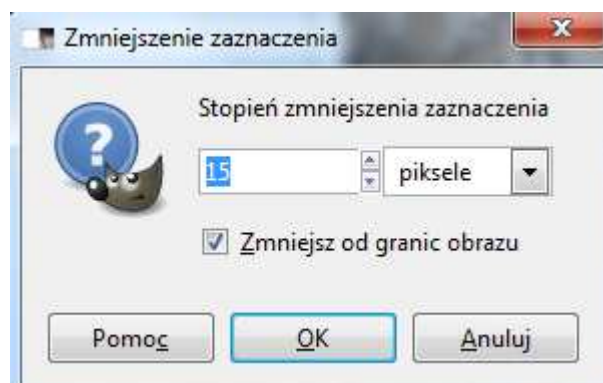 Zmniejszenie zaznaczenia
Stopień zmniejszenia zaznaczenia
15 piksele
Zmniejsz od granic obrazu
Pomoc OK Anuluj